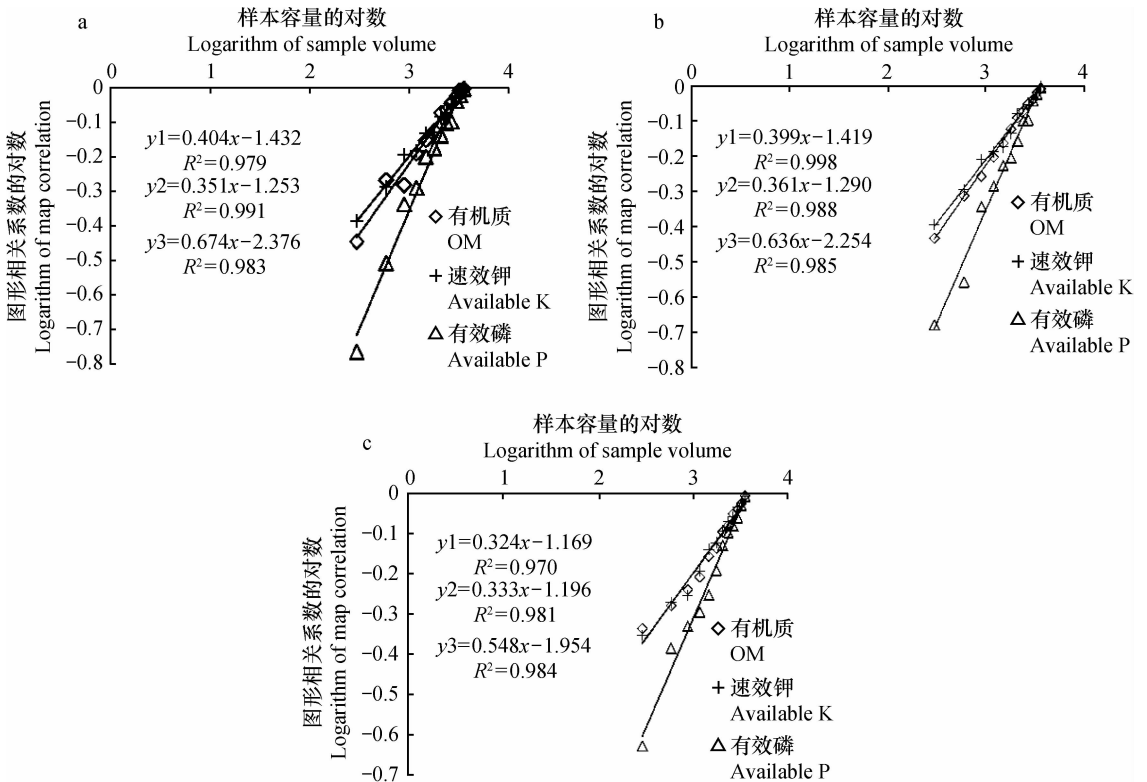 a
样本容量的对数
Logarithm of sample volume
0 1 2 3 4
0
−0.1
−0.2
−0.3
−0.4
−0.5
−0.6
−0.7
−0.8
图形相关系数的对数
Logarithm of map correlation
y1=0.404x−1.432
R²=0.979
y2=0.351x−1.253
R²=0.991
y3=0.674x−2.376
R²=0.983
有机质
OM
速效钾
Available K
有效磷
Available P
b
样本容量的对数
Logarithm of sample volume
0 1 2 3 4
0
−0.1
−0.2
−0.3
−0.4
−0.5
−0.6
−0.7
−0.8
图形相关系数的对数
Logarithm of map correlation
y1=0.399x−1.419
R²=0.998
y2=0.361x−1.290
R²=0.988
y3=0.636x−2.254
R²=0.985
有机质
OM
速效钾
Available K
有效磷
Available P
c
样本容量的对数
Logarithm of sample volume
0 1 2 3 4
0
−0.1
−0.2
−0.3
−0.4
−0.5
−0.6
−0.7
图形相关系数的对数
Logarithm of map correlation
y1=0.324x−1.169
R²=0.970
y2=0.333x−1.196
R²=0.981
y3=0.548x−1.954
R²=0.984
有机质
OM
速效钾
Available K
有效磷
Available P